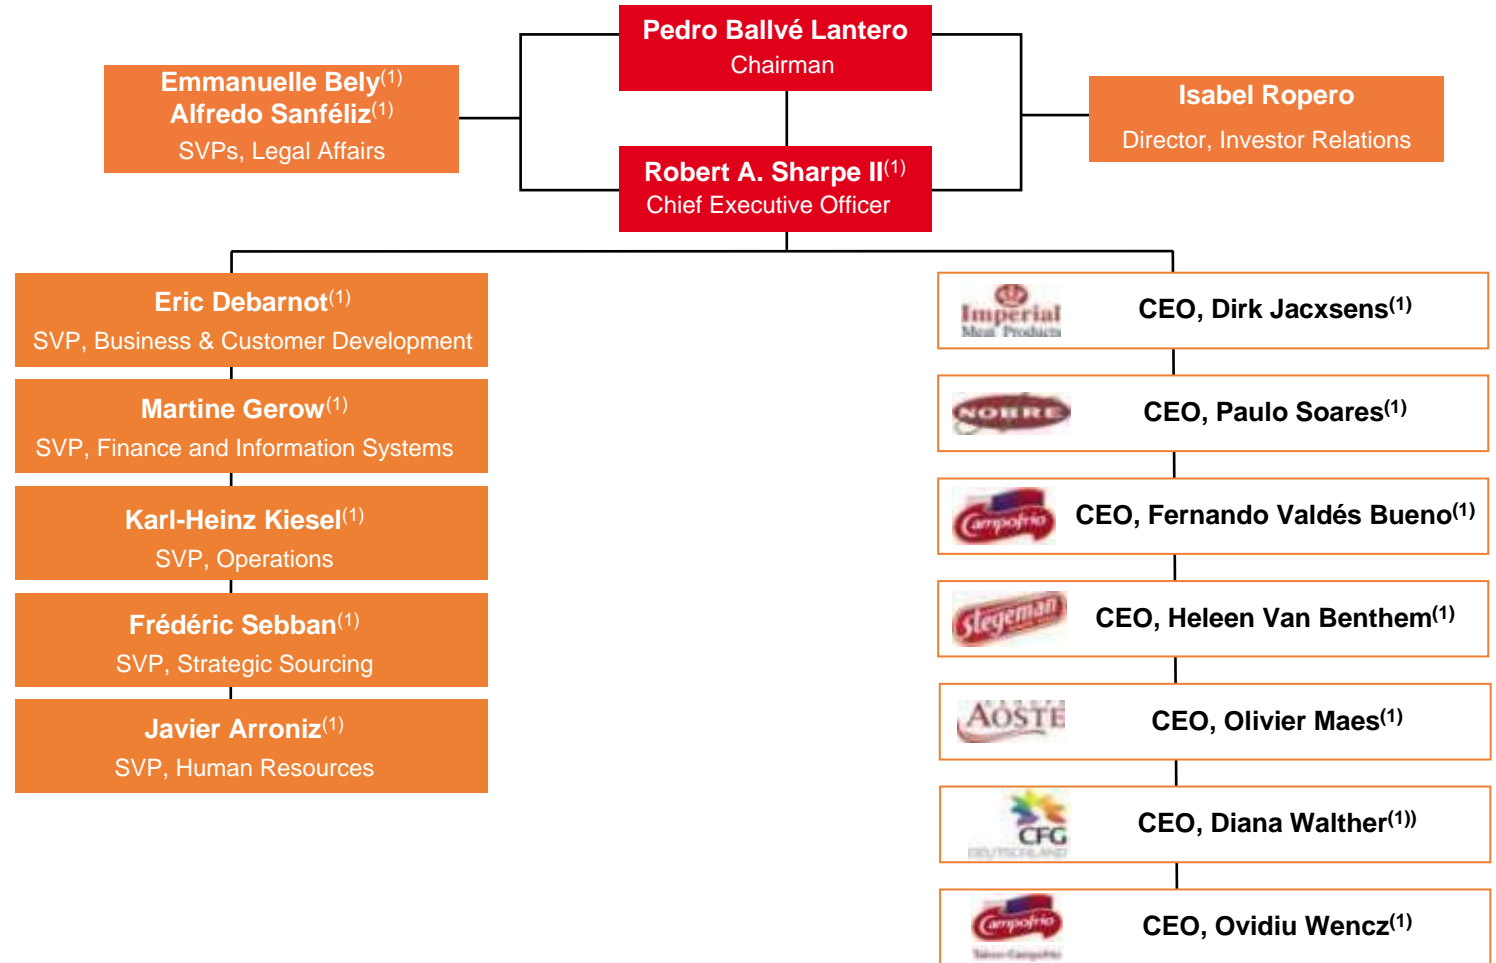 Pedro Ballvé Lantero
Chairman
Emmanuelle Bely(1)
Alfredo Sanféliz(1)
SVPs, Legal Affairs
Isabel Ropero
Director, Investor Relations
Robert A. Sharpe II(1)
Chief Executive Officer
Eric Debarnot(1)
SVP, Business & Customer Development
Martine Gerow(1)
SVP, Finance and Information Systems
Karl-Heinz Kiesel(1)
SVP, Operations
Frédéric Sebban(1)
SVP, Strategic Sourcing
Javier Arroniz(1)
SVP, Human Resources
Imperial
Meat Products
CEO, Dirk Jacxsens(1)
NOBRE
CEO, Paulo Soares(1)
Campofrío
CEO, Fernando Valdés Bueno(1)
Stegeman
CEO, Heleen Van Benthem(1)
AOSTE
CEO, Olivier Maes(1)
CFG
DEUTSCHLAND
CEO, Diana Walther(1))
Campofrío
CEO, Ovidiu Wencz(1)